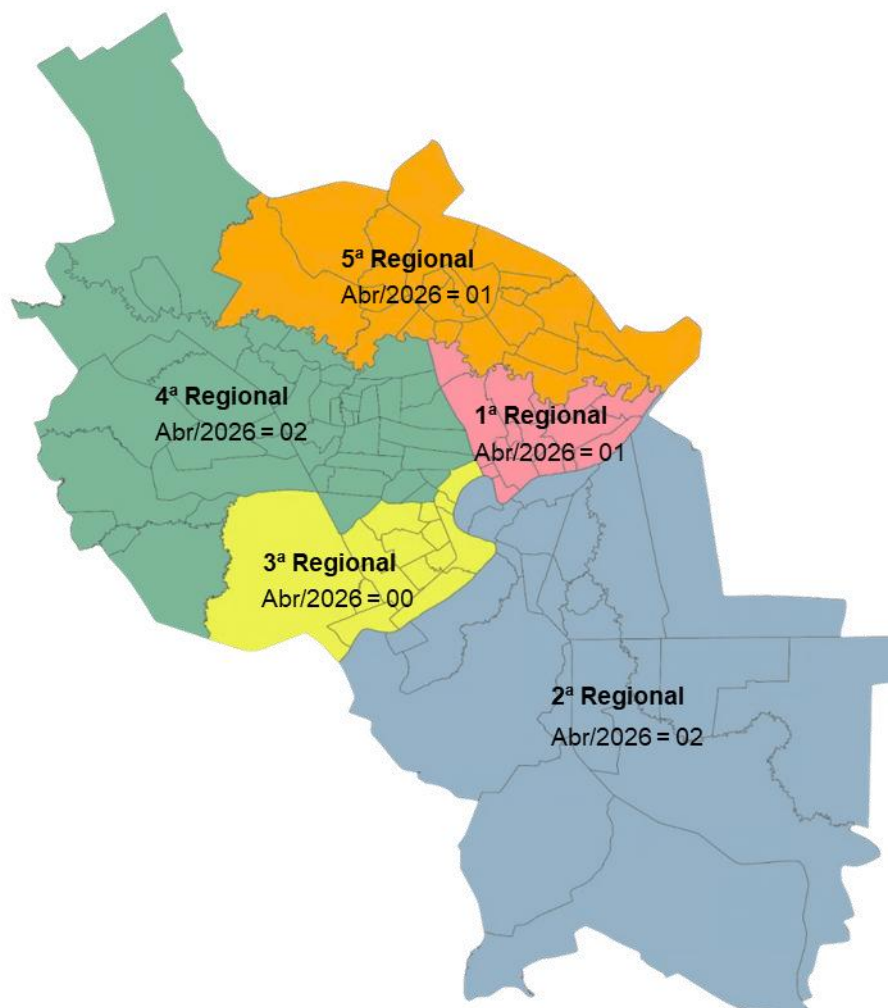 5ª Regional
Abr/2026 = 01
4ª Regional
Abr/2026 = 02
1ª Regional
Abr/2026 = 01
3ª Regional
Abr/2026 = 00
2ª Regional
Abr/2026 = 02